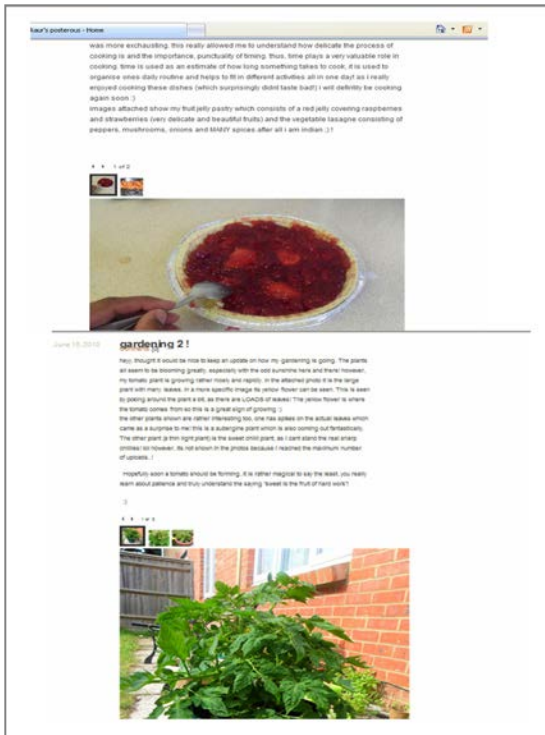 kaur's posterous - Home
was more exchausting. this really allowed me to understand how delicate the process of
cooking is and the importance, punctuality of timing. thus, time plays a very valuable role in
cooking. time is used as an estimate of how long something takes to cook, it is used to
organise ones daily routine and helps to fit in different activities all in one day! as i really
enjoyed cooking these dishes (which surprisingly didnt taste bad!) i will definitly be cooking
again soon :)
images attached show my fruit jelly pastry which consists of a red jelly covering raspberries
and strawberries (very delicate and beautiful fruits) and the vegetable lasagne consisting of
peppers, mushrooms, onions and MANY spices after all i am indian ;) !
1 of 2
June 15, 2010
gardening 2 !
heyy, thought it would be nice to keep an update on how my gardening is going. The plants
all seem to be blooming greatly, especially with the odd sunshine here and there! however,
my tomato plant is growing rather nicely and rapidly. in the attached photo it is the large
plant with many leaves. in a more specific image its yellow flower can be seen. This is seen
by poking around the plant a bit, as there are LOADS of leaves! The yellow flower is where
the tomato comes from so this is a great sign of growing :)
the other plants shown are rather interesting too, one has spikes on the actual leaves which
came as a surprise to me! this is a aubergine plant which is also coming out fantastically.
The other plant (a thin light plant) is the sweet chilli plant, as i cant stand the real sharp
chillies! so however, its not shown in the photos because i reached the maximum number
of uploads..!
Hopefully soon a tomato should be forming, it is rather magical to say the least, you really
learn about patience and truly understand the saying 'sweet is the fruit of hard work'!
:)